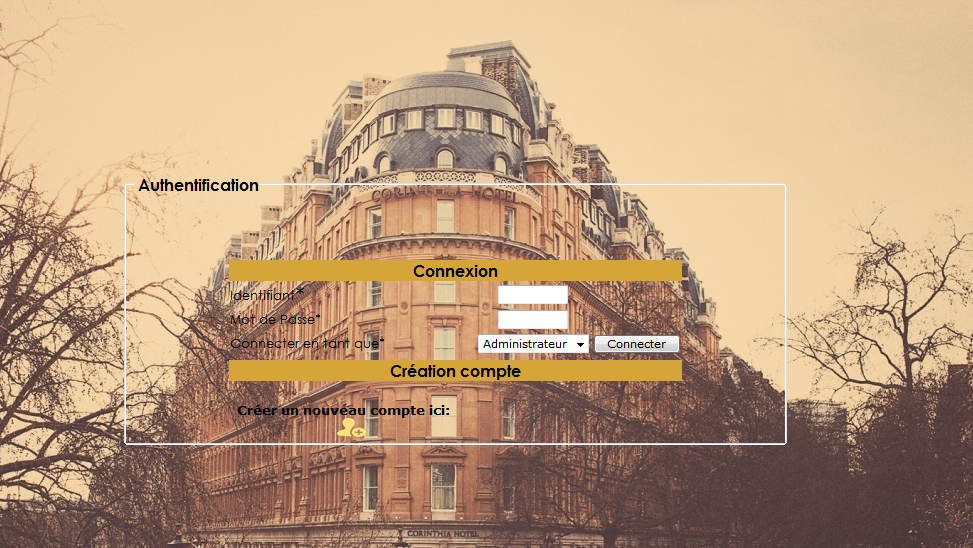 CORINTHIA HOTEL
Authentification
Connexion
Identifiant*
Mot de Passe*
Connecter en tant que* Administrateur Connecter
Création compte
Créer un nouveau compte ici:
CORINTHIA HOTEL